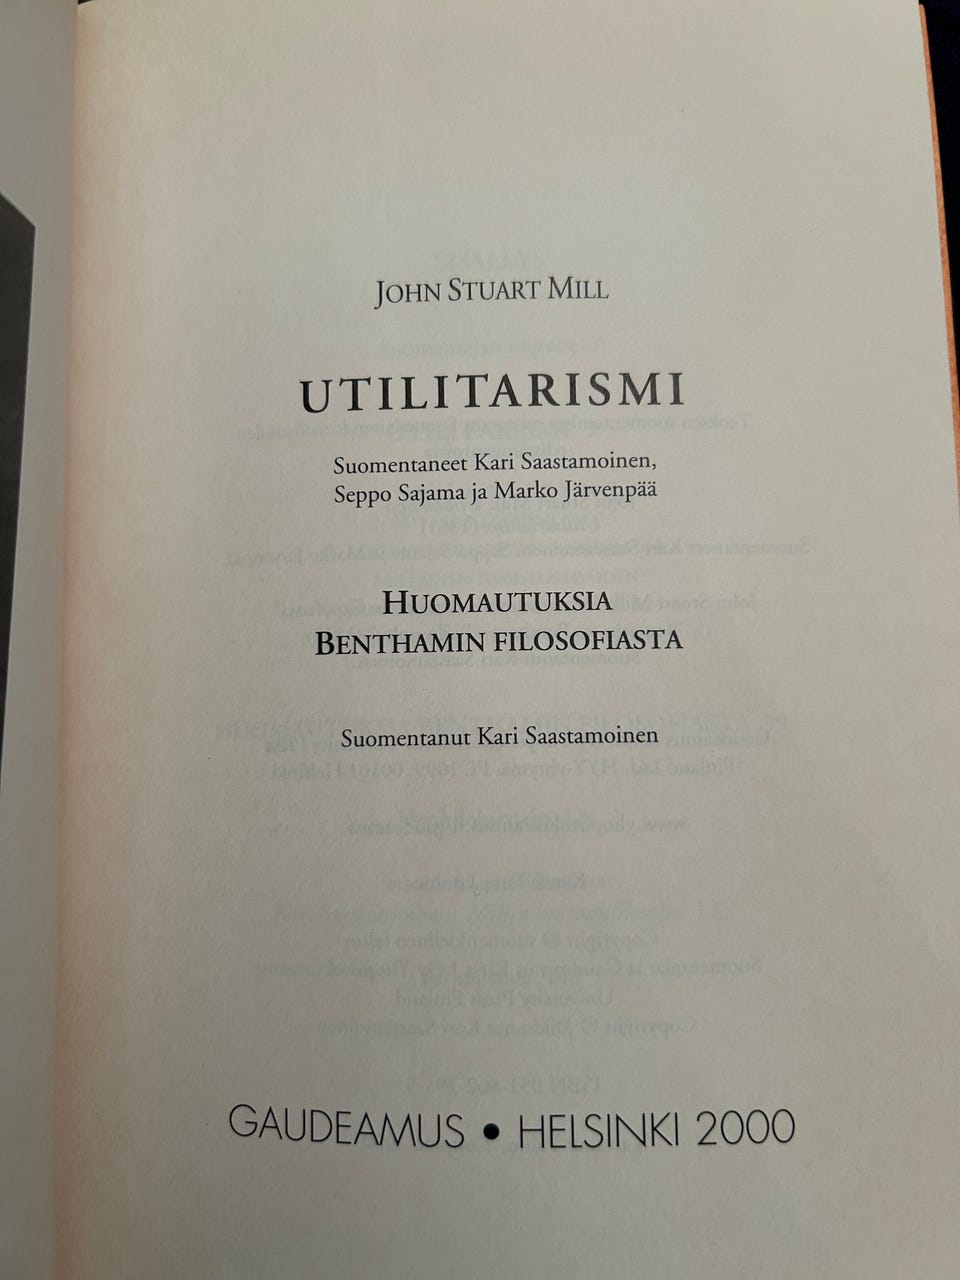 JOHN STUART MILL
UTILITARISMI
Suomentaneet Kari Saastamoinen,
Seppo Sajama ja Marko Järvenpää
HUOMAUTUKSIA
BENTHAMIN FILOSOFIASTA
Suomentanut Kari Saastamoinen
GAUDEAMUS • HELSINKI 2000